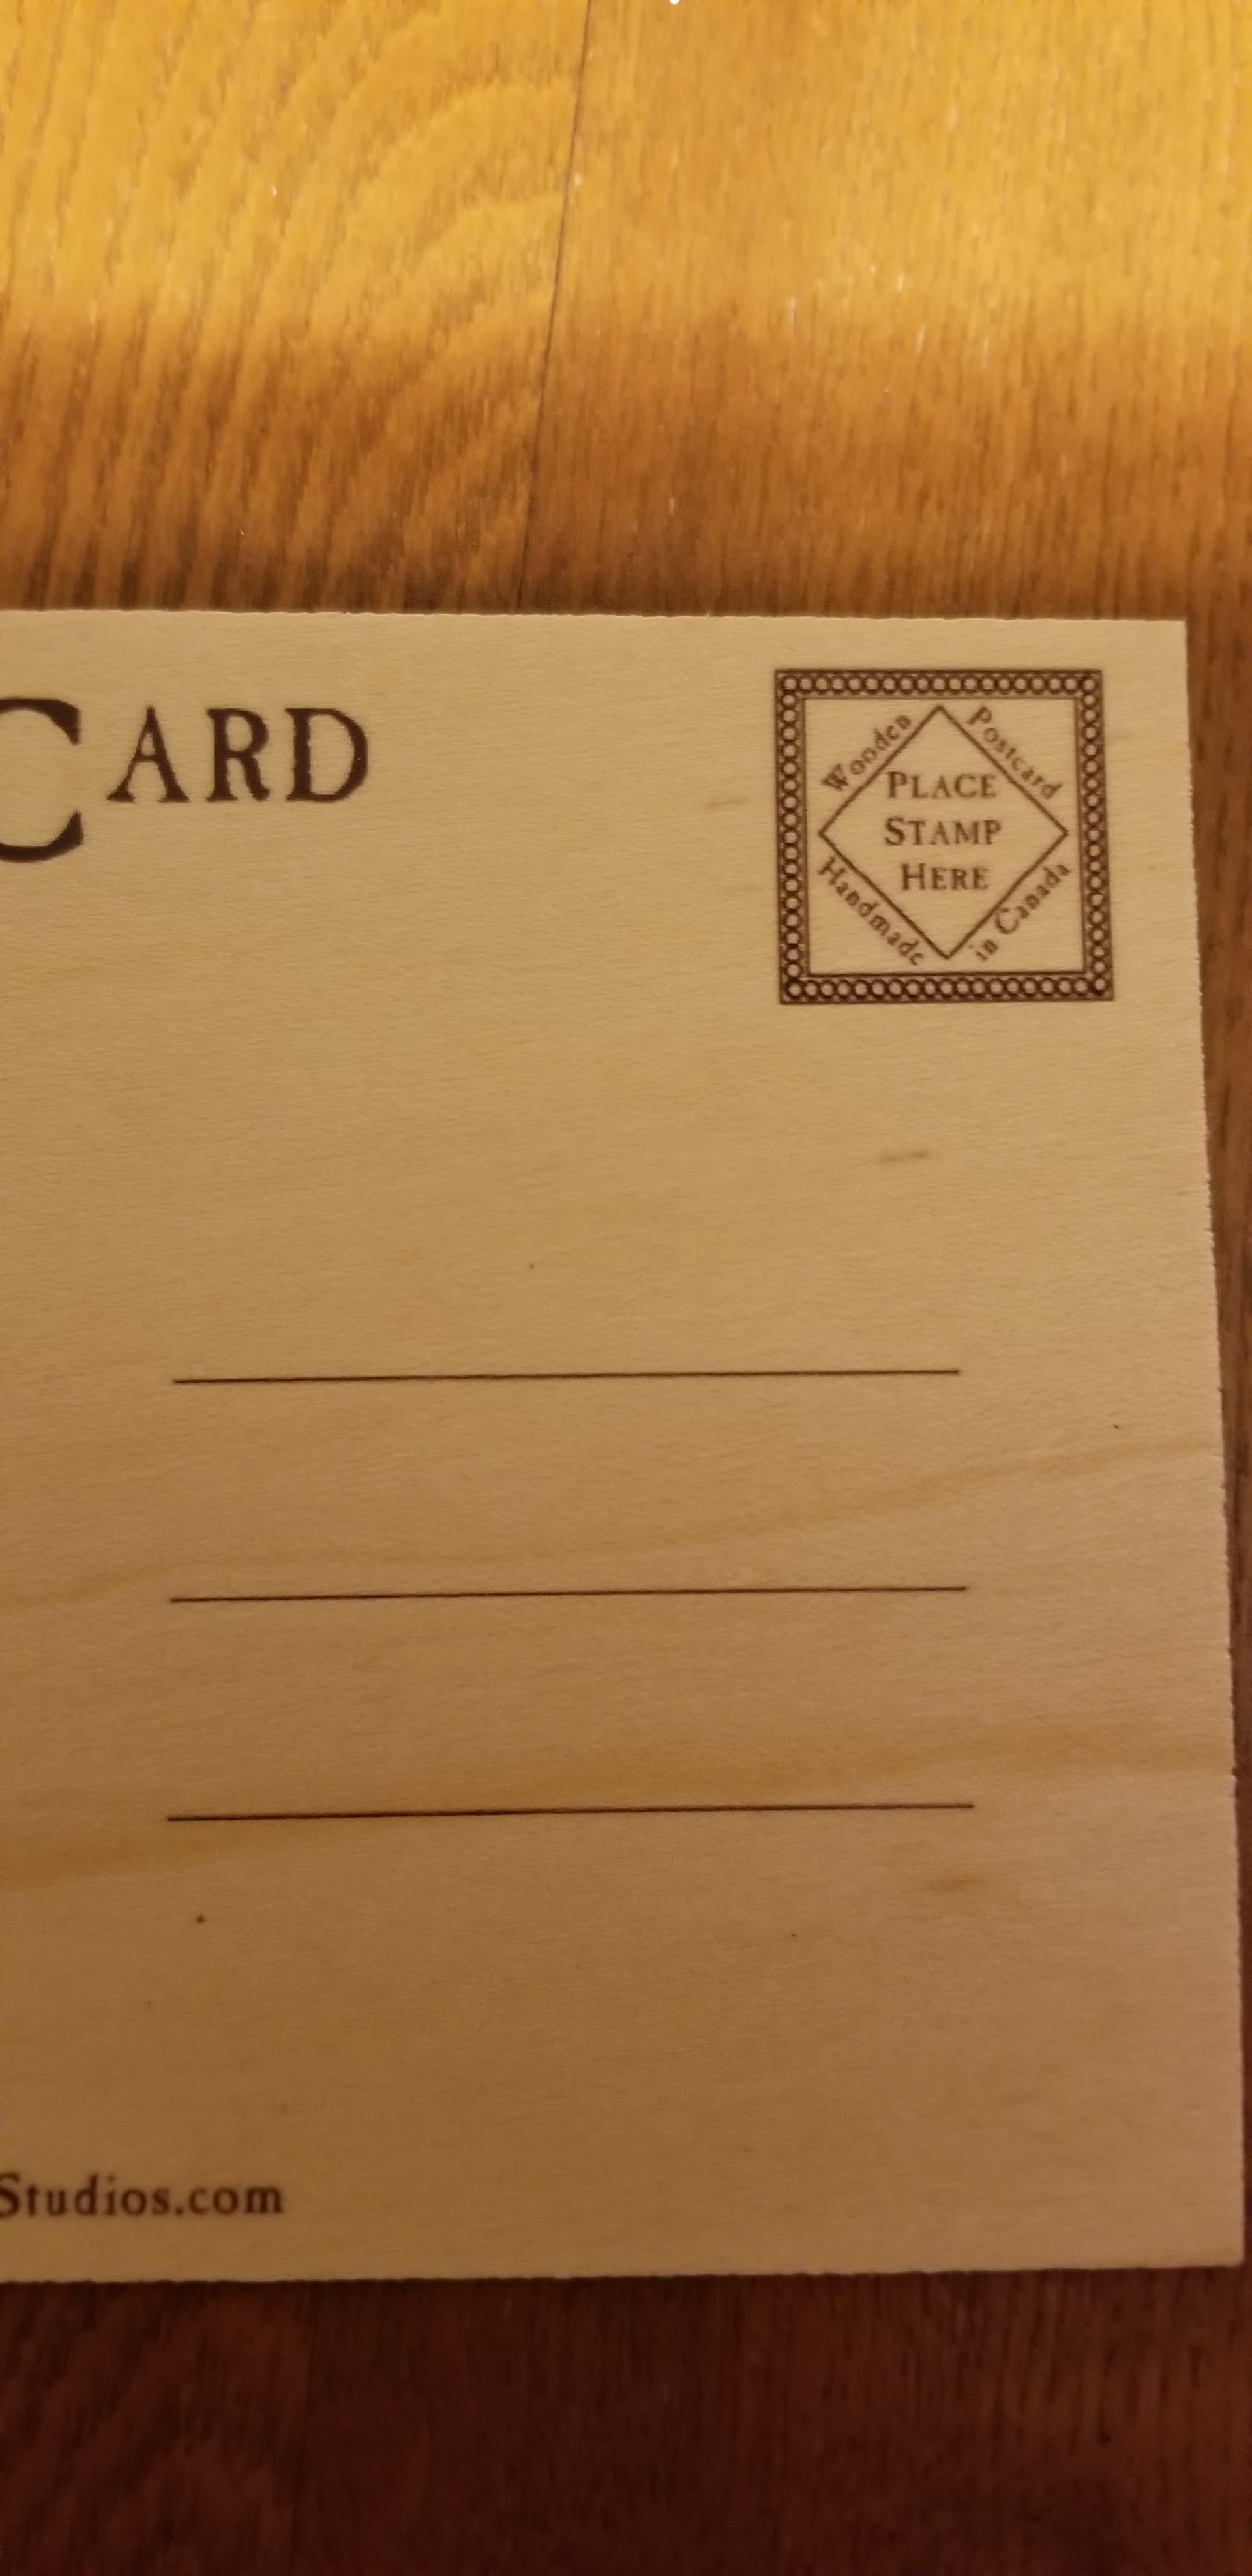 CARD
Wooden Postcard
PLACE
STAMP
HERE
Handmade in Canada
Studios.com